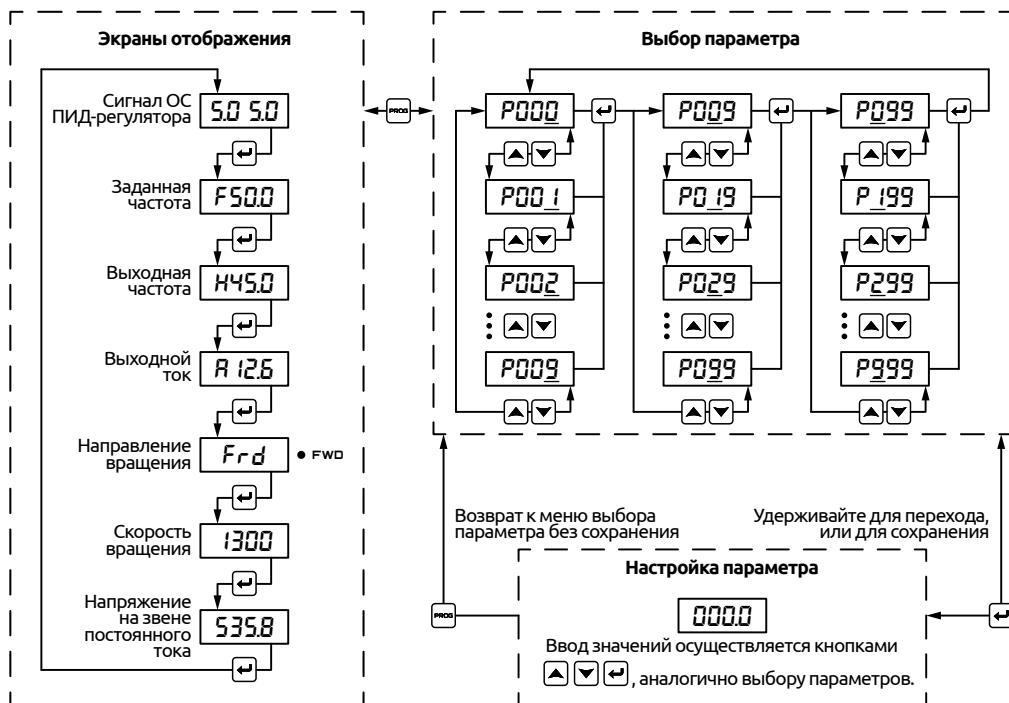 Экраны отображения
Сигнал ОС
ПИД-регулятора
5.0 5.0
Заданная
частота
F50.0
Выходная
частота
H45.0
Выходной
ток
A12.6
Направление
вращения
Frd
FWD
Скорость
вращения
1300
Напряжение
на звене
постоянного
тока
535.8
PROG
Выбор параметра
P000
P009
P099
P001
P019
P199
P002
P029
P299
P009
P099
P999
Возврат к меню выбора
параметра без сохранения
Удерживайте для перехода,
или для сохранения
PROG
Настройка параметра
000.0
Ввод значений осуществляется кнопками
, аналогично выбору параметров.